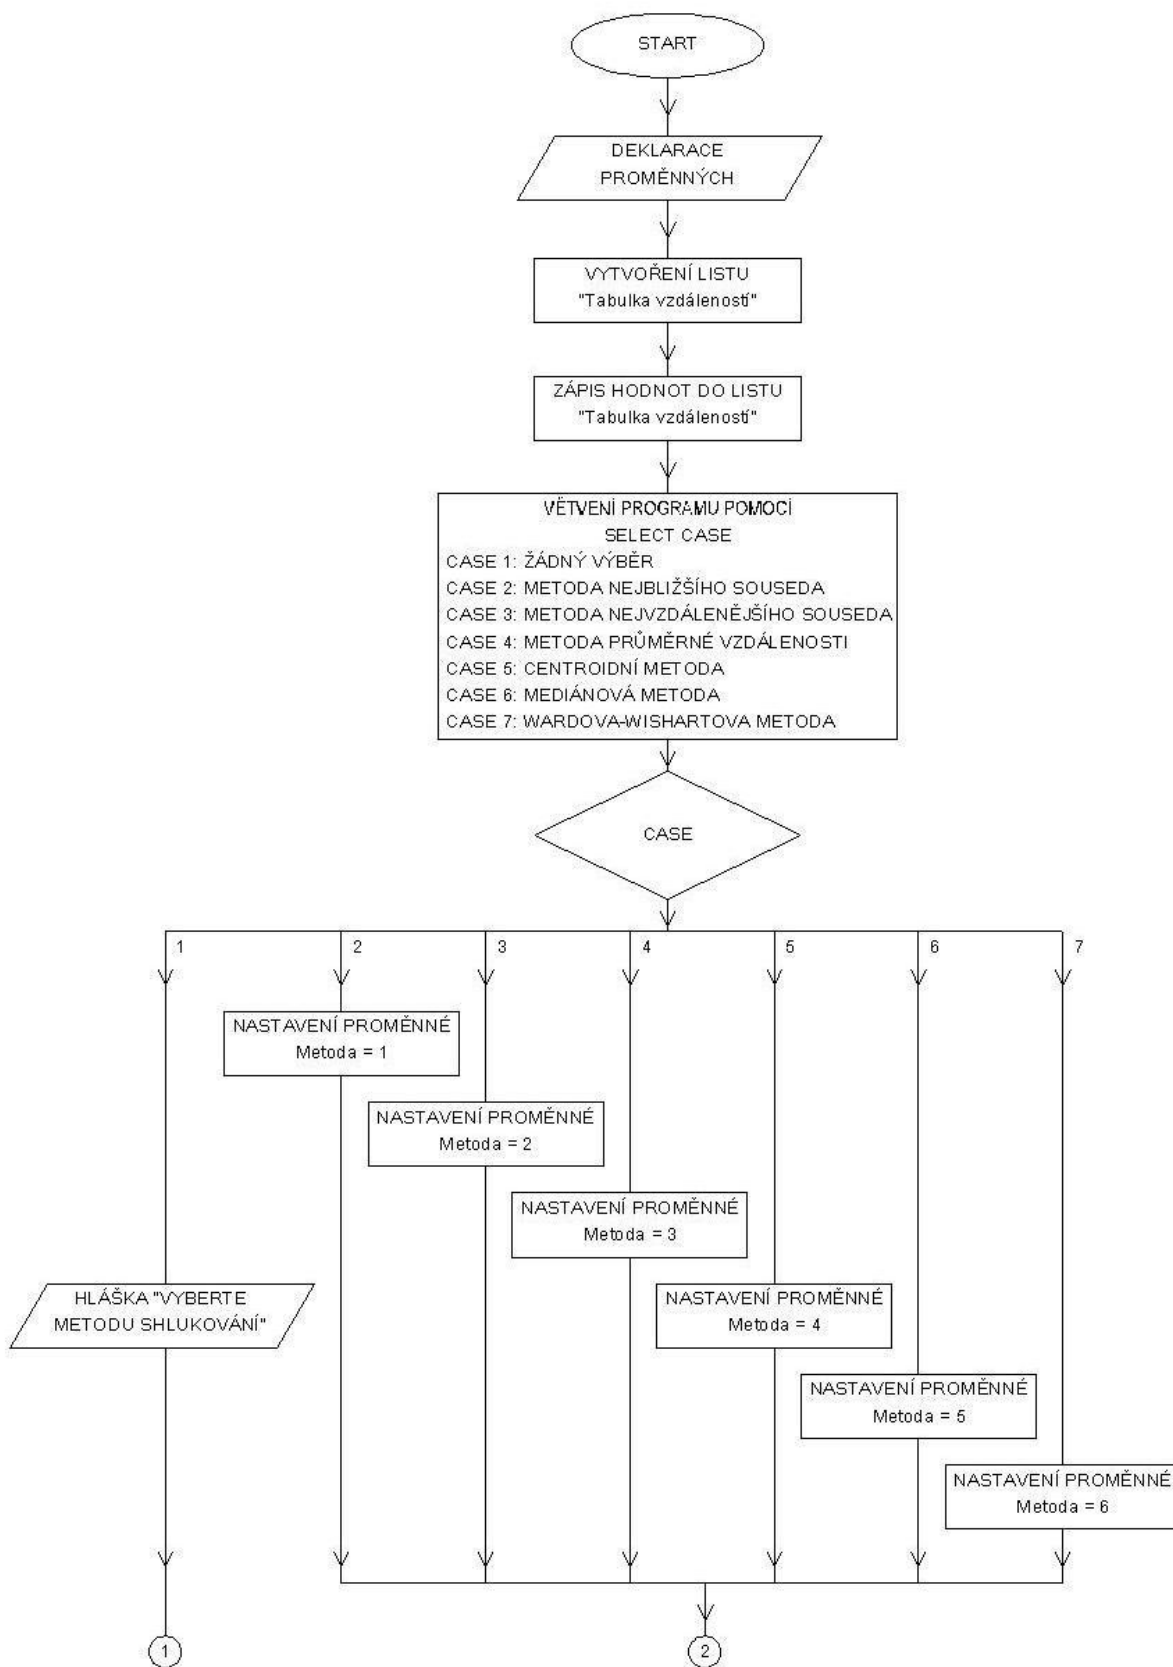 START
DEKLARACE
PROMĚNNÝCH
VYTVOŘENÍ LISTU
"Tabulka vzdáleností"
ZÁPIS HODNOT DO LISTU
"Tabulka vzdáleností"
VĚTVENÍ PROGRAMU POMOCÍ
SELECT CASE
CASE 1: ŽÁDNÝ VÝBĚR
CASE 2: METODA NEJBLIŽŠÍHO SOUSEDA
CASE 3: METODA NEJVZDÁLENĚJŠÍHO SOUSEDA
CASE 4: METODA PRŮMĚRNÉ VZDÁLENOSTI
CASE 5: CENTROIDNÍ METODA
CASE 6: MEDIÁNOVÁ METODA
CASE 7: WARDOVA-WISHARTOVA METODA
CASE
1 2 3 4 5 6 7
NASTAVENÍ PROMĚNNÉ
Metoda = 1
NASTAVENÍ PROMĚNNÉ
Metoda = 2
NASTAVENÍ PROMĚNNÉ
Metoda = 3
HLÁŠKA "VYBERTE
METODU SHLUKOVÁNÍ"
NASTAVENÍ PROMĚNNÉ
Metoda = 4
NASTAVENÍ PROMĚNNÉ
Metoda = 5
NASTAVENÍ PROMĚNNÉ
Metoda = 6
1 2